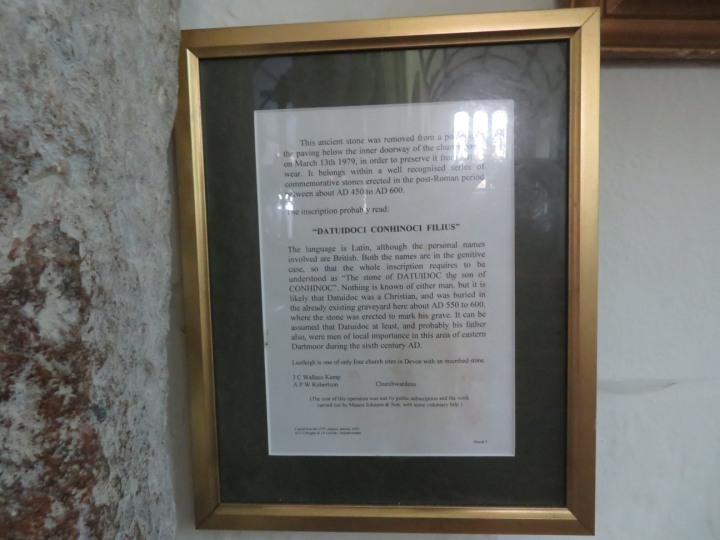 This ancient stone was removed from a
the paving below the inner doorway of the church
on March 13th 1979, in order to preserve it from
wear. It belongs within a well recognised series of
commemorative stones erected in the post-Roman period
between about AD 450 to AD 600.
The inscription probably read:
"DATUIDOCI CONHINOCI FILIUS"
The language is Latin, although the personal names
involved are British. Both the names are in the genitive
case, so that the whole inscription requires to be
understood as "The stone of DATUIDOC the son of
CONHINOC". Nothing is known of either man, but it is
likely that Datuidoc was a Christian, and was buried in
the already existing graveyard here about AD 550 to 600,
where the stone was erected to mark his grave. It can be
assumed that Datuidoc at least, and probably his father
also, were men of local importance in this area of eastern
Dartmoor during the sixth century AD.
Lustleigh is one of only four church sites in Devon with an inscribed stone.
J C Wallace Kemp
A P W Robertson Churchwardens
(The cost of this operation was met by public subscription and the work
carried out by Messrs Johnson & Son, with some voluntary help.)